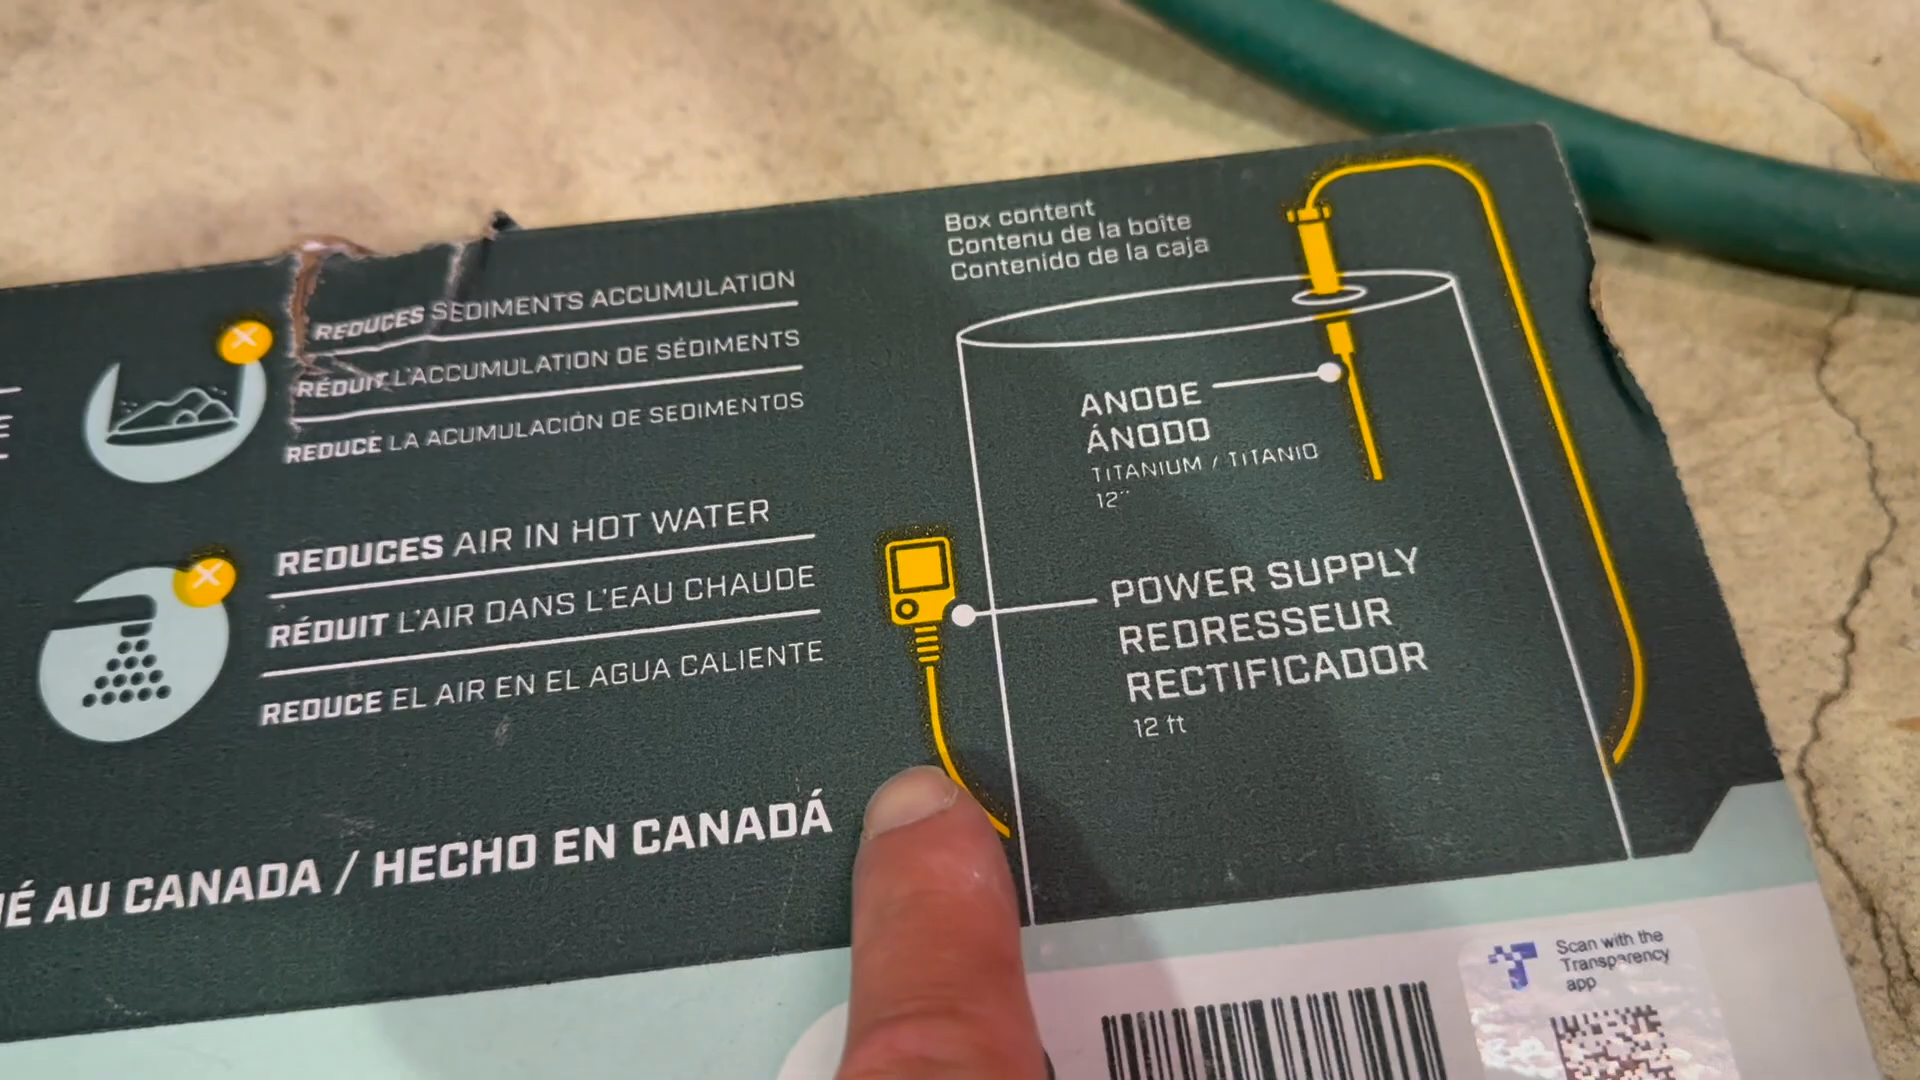 REDUCES SEDIMENTS ACCUMULATION
RÉDUIT L'ACCUMULATION DE SÉDIMENTS
REDUCE LA ACUMULACIÓN DE SEDIMENTOS
REDUCES AIR IN HOT WATER
RÉDUIT L'AIR DANS L'EAU CHAUDE
REDUCE EL AIR EN EL AGUA CALIENTE
AU CANADA / HECHO EN CANADÁ
Box content
Contenu de la boîte
Contenido de la caja
ANODE
ÁNODO
TITANIUM / TITANIO
12"
POWER SUPPLY
REDRESSEUR
RECTIFICADOR
12 ft
Scan with the
Transparency
app